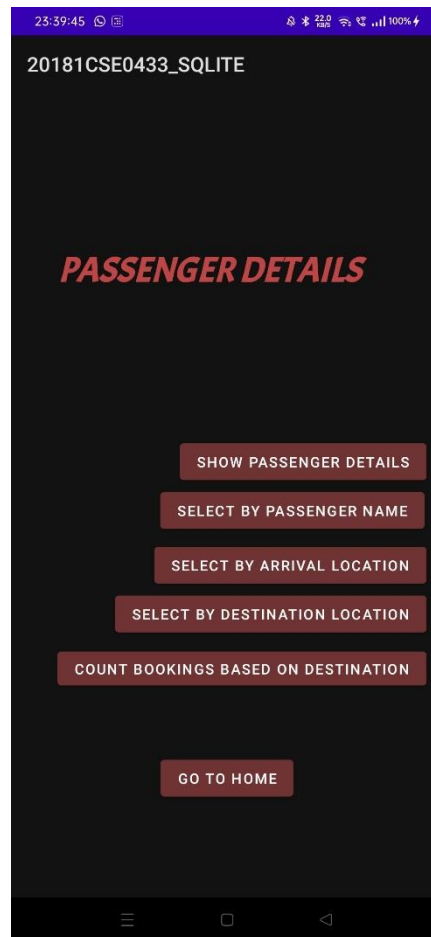 23:39:45 22.0 KB/S 100%
20181CSE0433_SQLITE
PASSENGER DETAILS
SHOW PASSENGER DETAILS
SELECT BY PASSENGER NAME
SELECT BY ARRIVAL LOCATION
SELECT BY DESTINATION LOCATION
COUNT BOOKINGS BASED ON DESTINATION
GO TO HOME